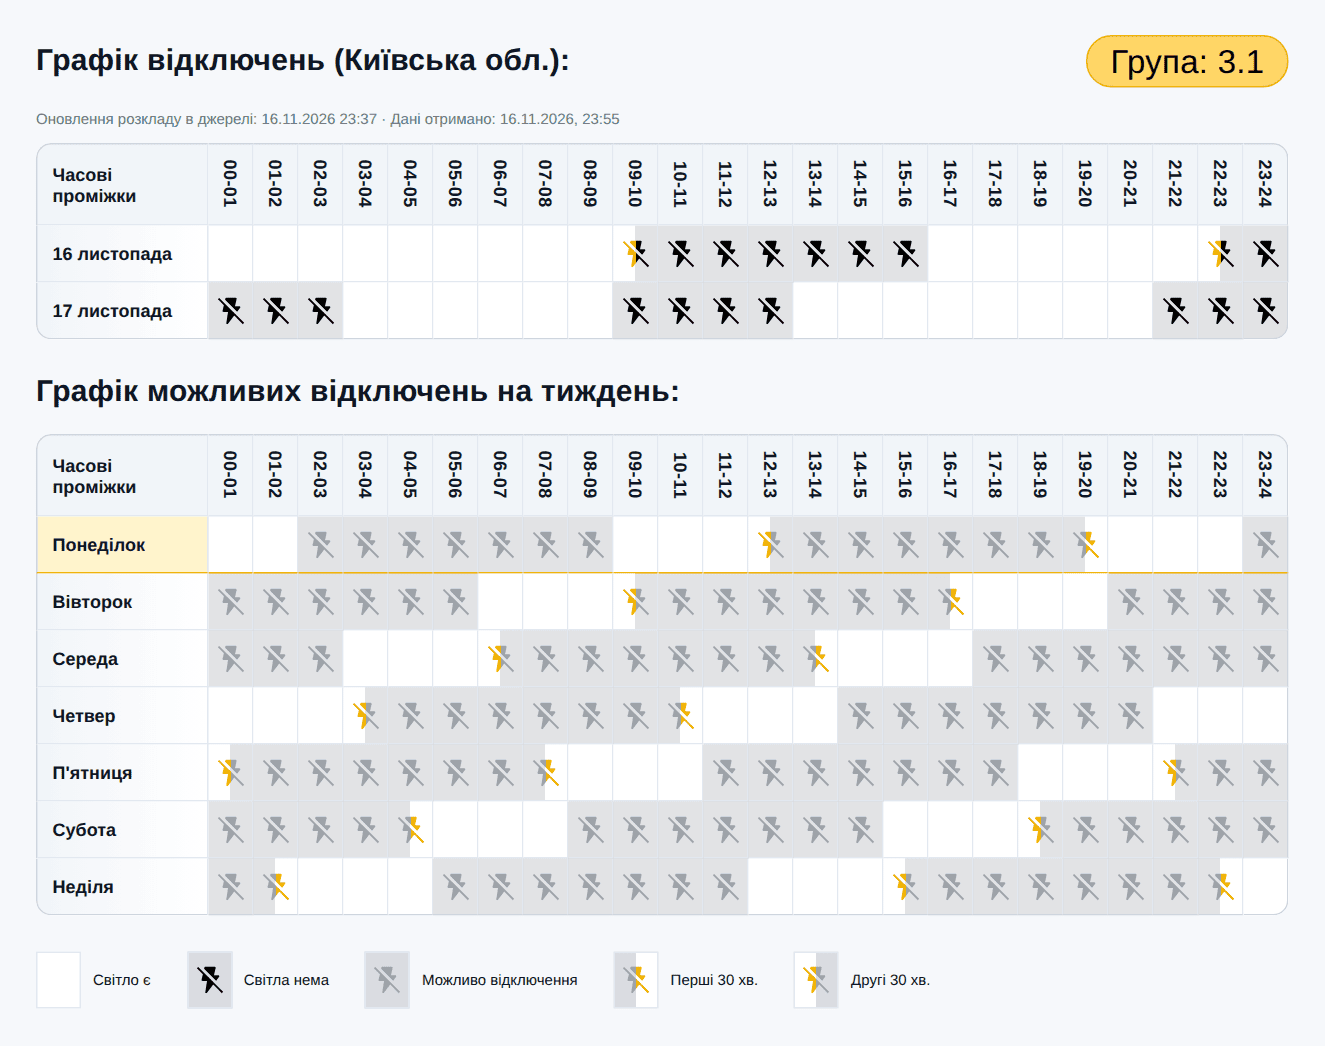 Графік відключень (Київська обл.):
Група: 3.1
Оновлення розкладу в джерелі: 16.11.2026 23:37 · Дані отримано: 16.11.2026, 23:55
Часові проміжки 00-01 01-02 02-03 03-04 04-05 05-06 06-07 07-08 08-09 09-10 10-11 11-12 12-13 13-14 14-15 15-16 16-17 17-18 18-19 19-20 20-21 21-22 22-23 23-24
16 листопада
17 листопада
Графік можливих відключень на тиждень:
Часові проміжки 00-01 01-02 02-03 03-04 04-05 05-06 06-07 07-08 08-09 09-10 10-11 11-12 12-13 13-14 14-15 15-16 16-17 17-18 18-19 19-20 20-21 21-22 22-23 23-24
Понеділок
Вівторок
Середа
Четвер
П'ятниця
Субота
Неділя
Світло є Світла нема Можливо відключення Перші 30 хв. Другі 30 хв.